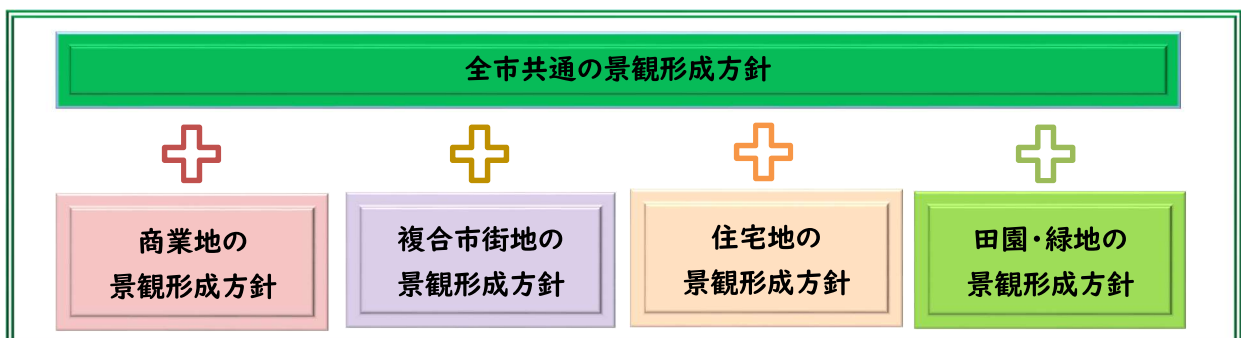 全市共通の景観形成方針
商業地の
景観形成方針
複合市街地の
景観形成方針
住宅地の
景観形成方針
田園・緑地の
景観形成方針